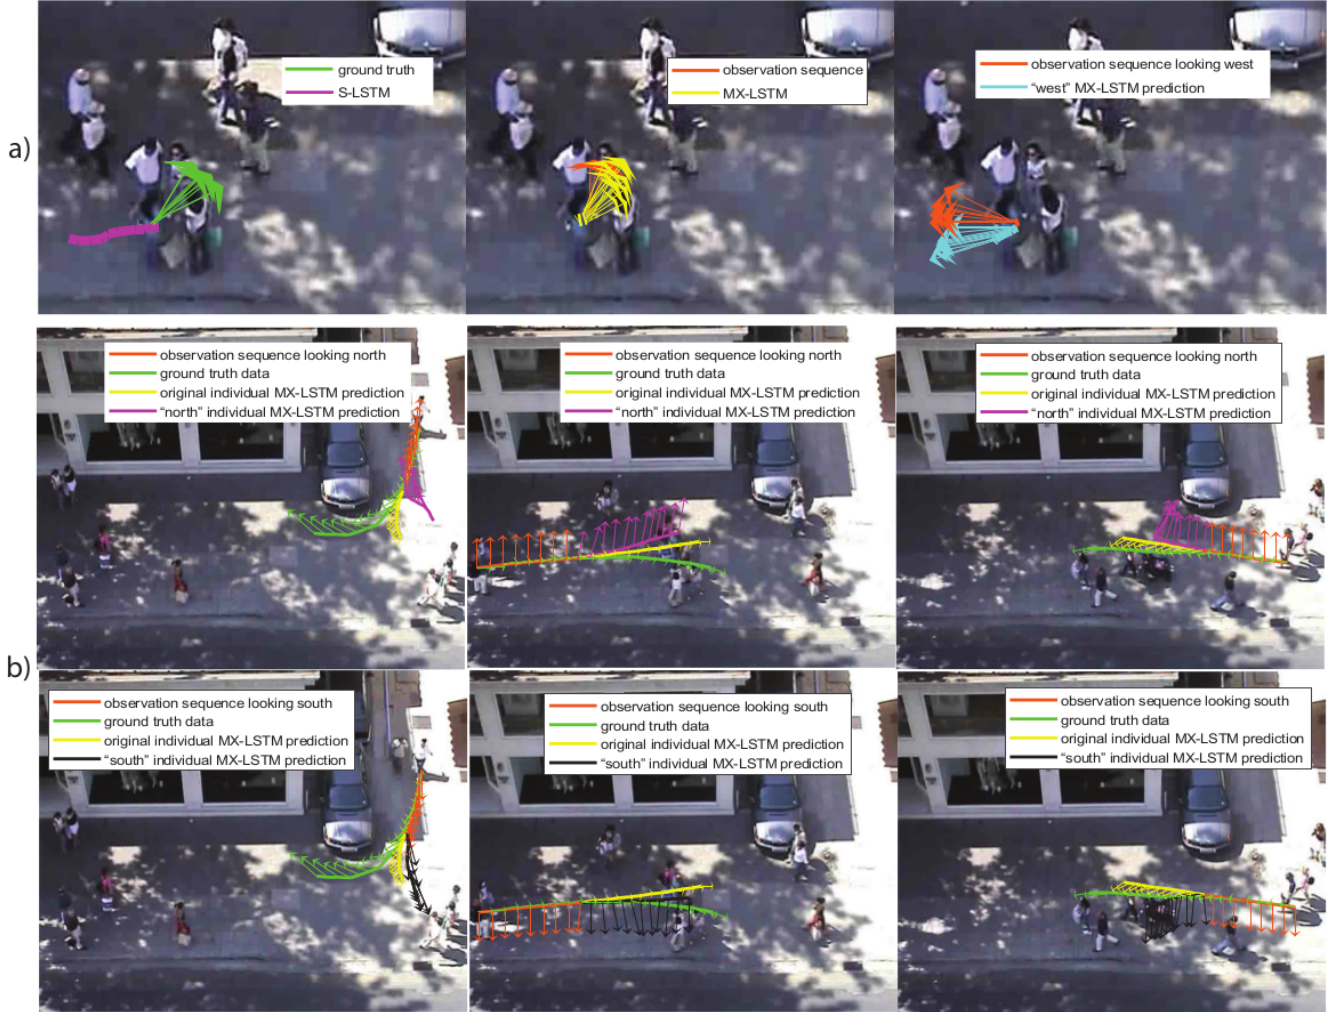 a)
ground truth
S-LSTM
observation sequence
MX-LSTM
observation sequence looking west
“west” MX-LSTM prediction
b)
observation sequence looking north
ground truth data
original individual MX-LSTM prediction
“north” individual MX-LSTM prediction
observation sequence looking north
ground truth data
original individual MX-LSTM prediction
“north” individual MX-LSTM prediction
observation sequence looking north
ground truth data
original individual MX-LSTM prediction
“north” individual MX-LSTM prediction
observation sequence looking south
ground truth data
original individual MX-LSTM prediction
“south” individual MX-LSTM prediction
observation sequence looking south
ground truth data
original individual MX-LSTM prediction
“south” individual MX-LSTM prediction
observation sequence looking south
ground truth data
original individual MX-LSTM prediction
“south” individual MX-LSTM prediction